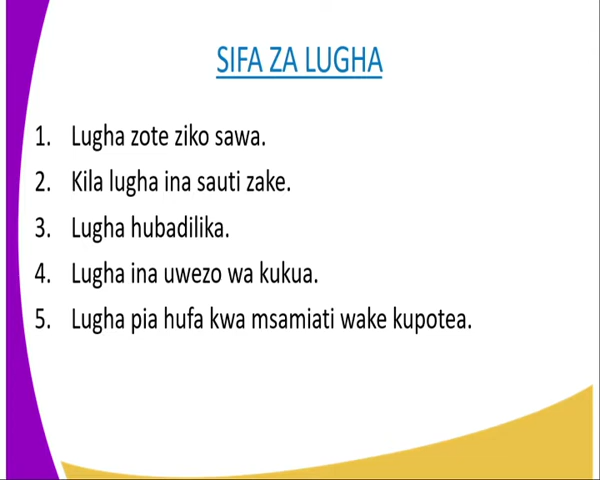 SIFA ZA LUGHA
1. Lugha zote ziko sawa.
2. Kila lugha ina sauti zake.
3. Lugha hubadilika.
4. Lugha ina uwezo wa kukua.
5. Lugha pia hufa kwa msamiati wake kupotea.